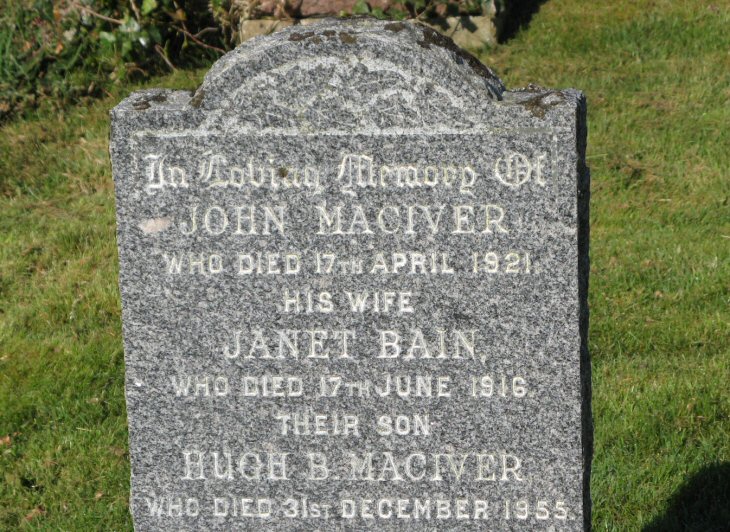 In Loving Memory Of
JOHN MACIVER
WHO DIED 17TH APRIL 1921.
HIS WIFE
JANET BAIN,
WHO DIED 17TH JUNE 1916.
THEIR SON
HUGH B. MACIVER,
WHO DIED 31ST DECEMBER 1955.